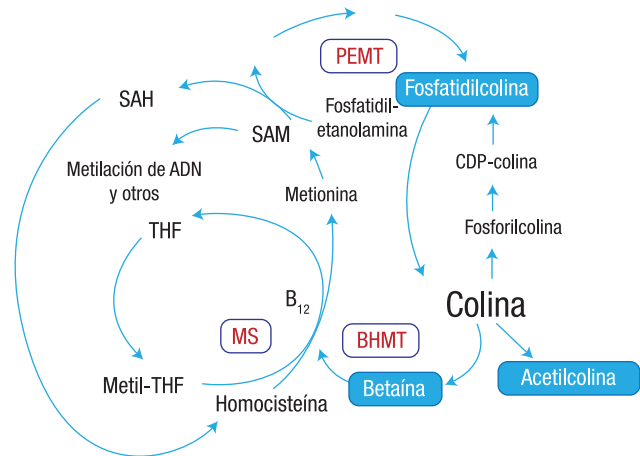 PEMT
Fosfatidilcolina
SAH
Fosfatidil-
etanolamina
SAM
CDP-colina
Metilación de ADN
y otros
Metionina
THF
Fosforilcolina
B12
Colina
MS
BHMT
Metil-THF
Homocisteína
Betaína
Acetilcolina